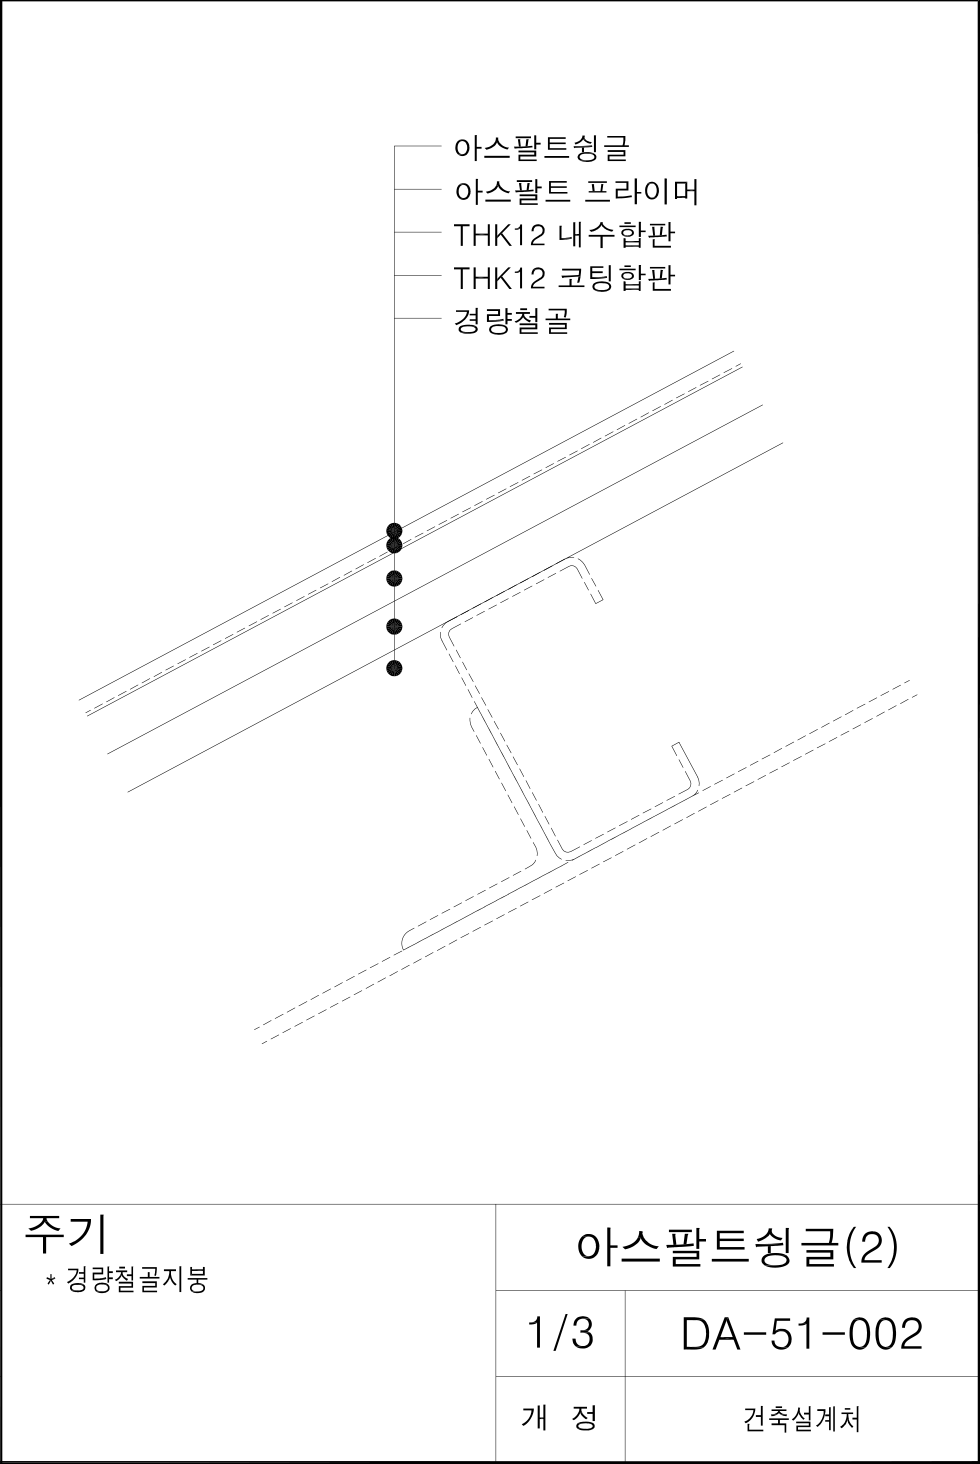 아스팔트슁글
아스팔트 프라이머
THK12 내수합판
THK12 코팅합판
경량철골
주기
* 경량철골지붕
아스팔트슁글(2)
1/3
DA-51-002
개 정
건축설계처